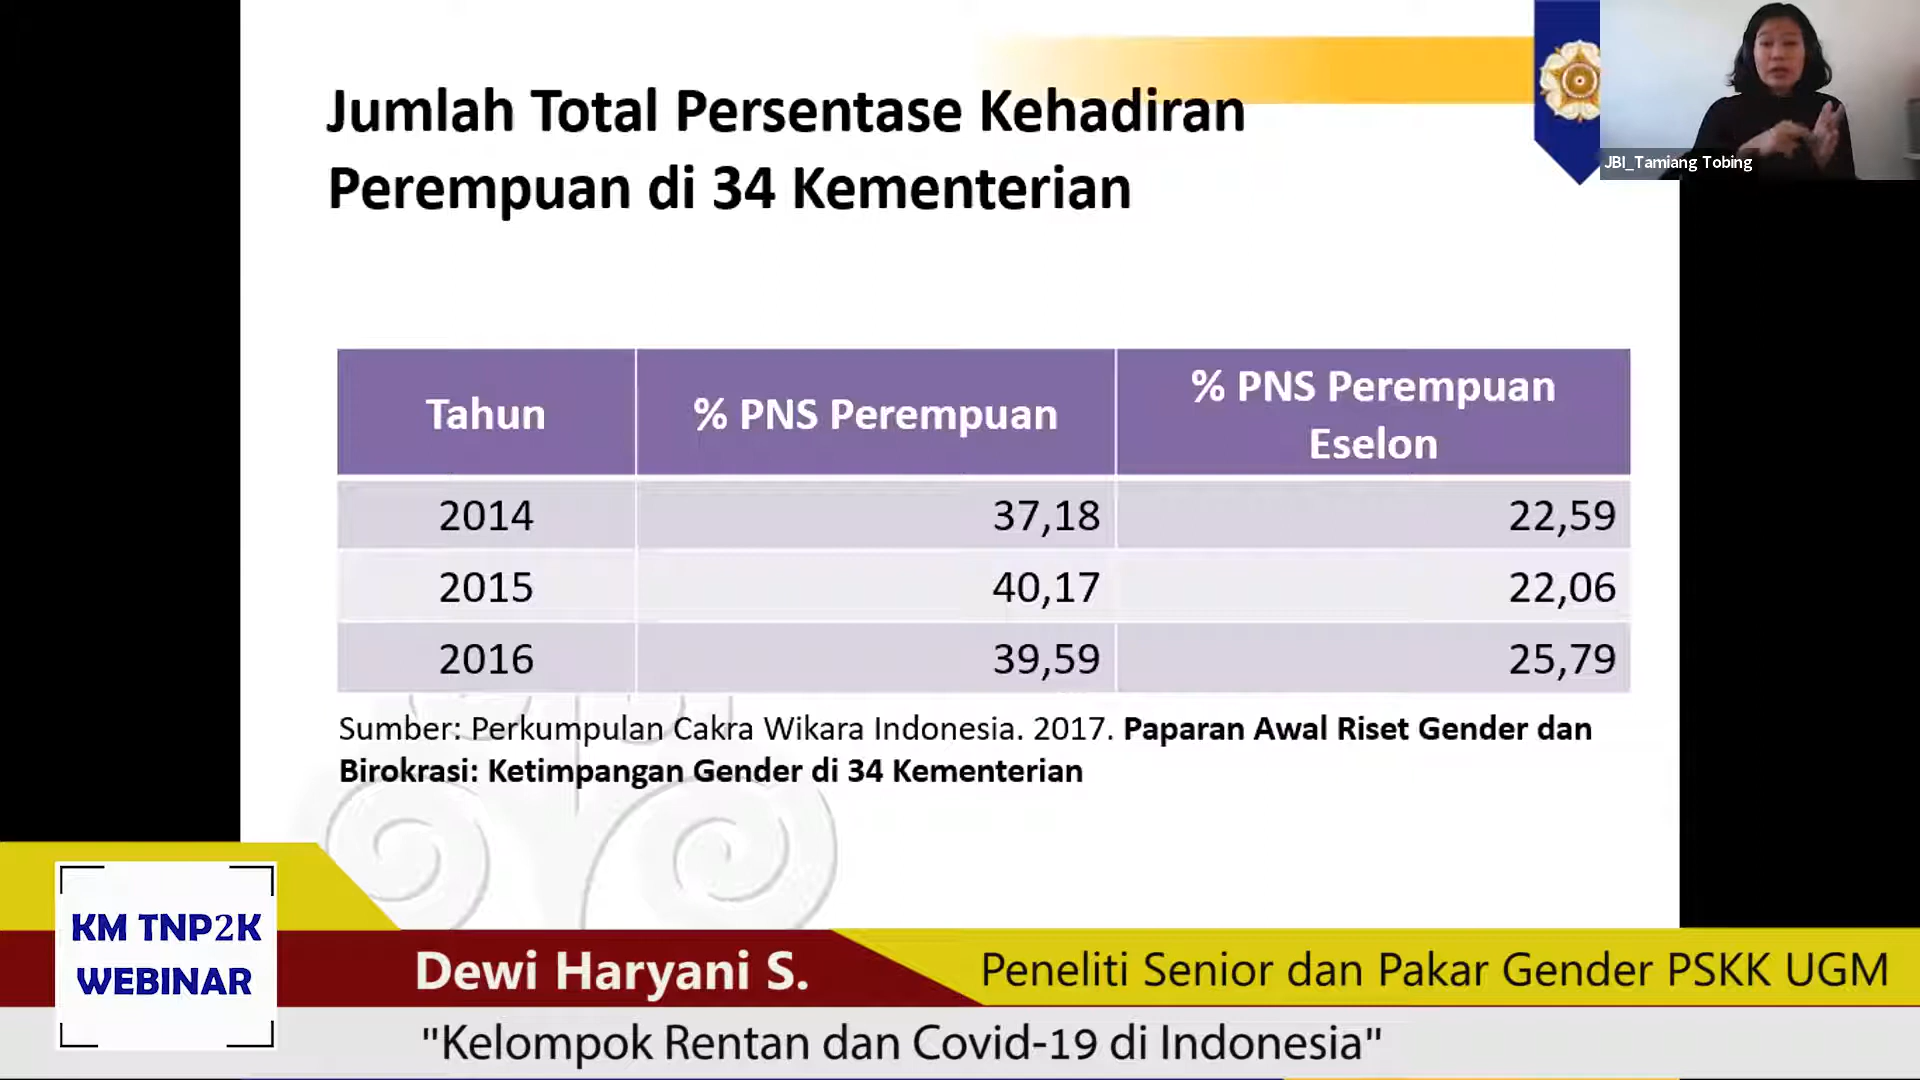 Jumlah Total Persentase Kehadiran
Perempuan di 34 Kementerian
JBI_Tamiang Tobing
Tahun % PNS Perempuan % PNS Perempuan Eselon
2014 37,18 22,59
2015 40,17 22,06
2016 39,59 25,79
Sumber: Perkumpulan Cakra Wikara Indonesia. 2017. Paparan Awal Riset Gender dan
Birokrasi: Ketimpangan Gender di 34 Kementerian
KM TNP2K
WEBINAR
Dewi Haryani S.
Peneliti Senior dan Pakar Gender PSKK UGM
"Kelompok Rentan dan Covid-19 di Indonesia"